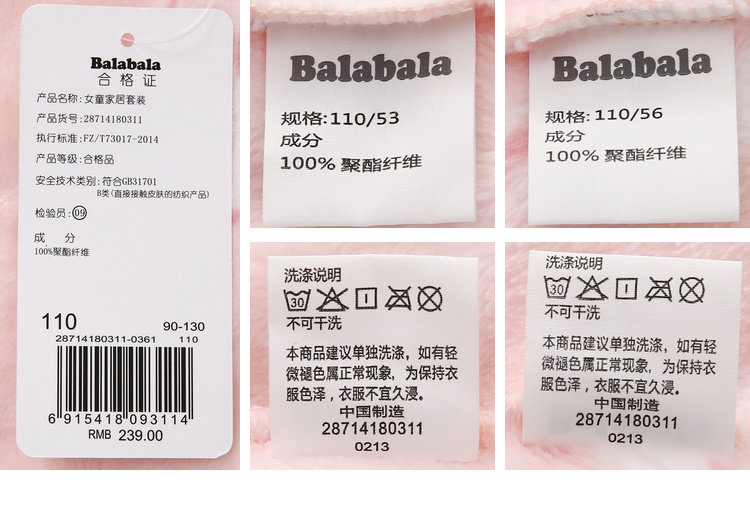 Balabala
合格证
产品名称:女童家居套装
产品货号:28714180311
执行标准:FZ/T73017-2014
产品等级:合格品
安全技术类别:符合GB31701
B类(直接接触皮肤的纺织产品)
检验员:09
成 分
100%聚酯纤维
110 90-130
28714180311-0361 110
6 915418 093114
RMB 239.00
Balabala
规格:110/53
成分
100% 聚酯纤维
Balabala
规格:110/56
成分
100% 聚酯纤维
洗涤说明
30
不可干洗
本商品建议单独洗涤，如有轻
微褪色属正常现象，为保持衣
服色泽，衣服不宜久浸。
中国制造
28714180311
0213
洗涤说明
30
不可干洗
本商品建议单独洗涤，如有轻
微褪色属正常现象，为保持衣
服色泽，衣服不宜久浸。
中国制造
28714180311
0213